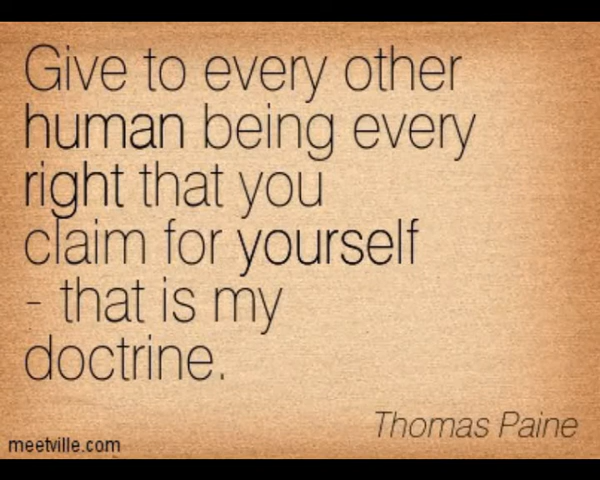 Give to every other
human being every
right that you
claim for yourself
- that is my
doctrine.
Thomas Paine
meetville.com